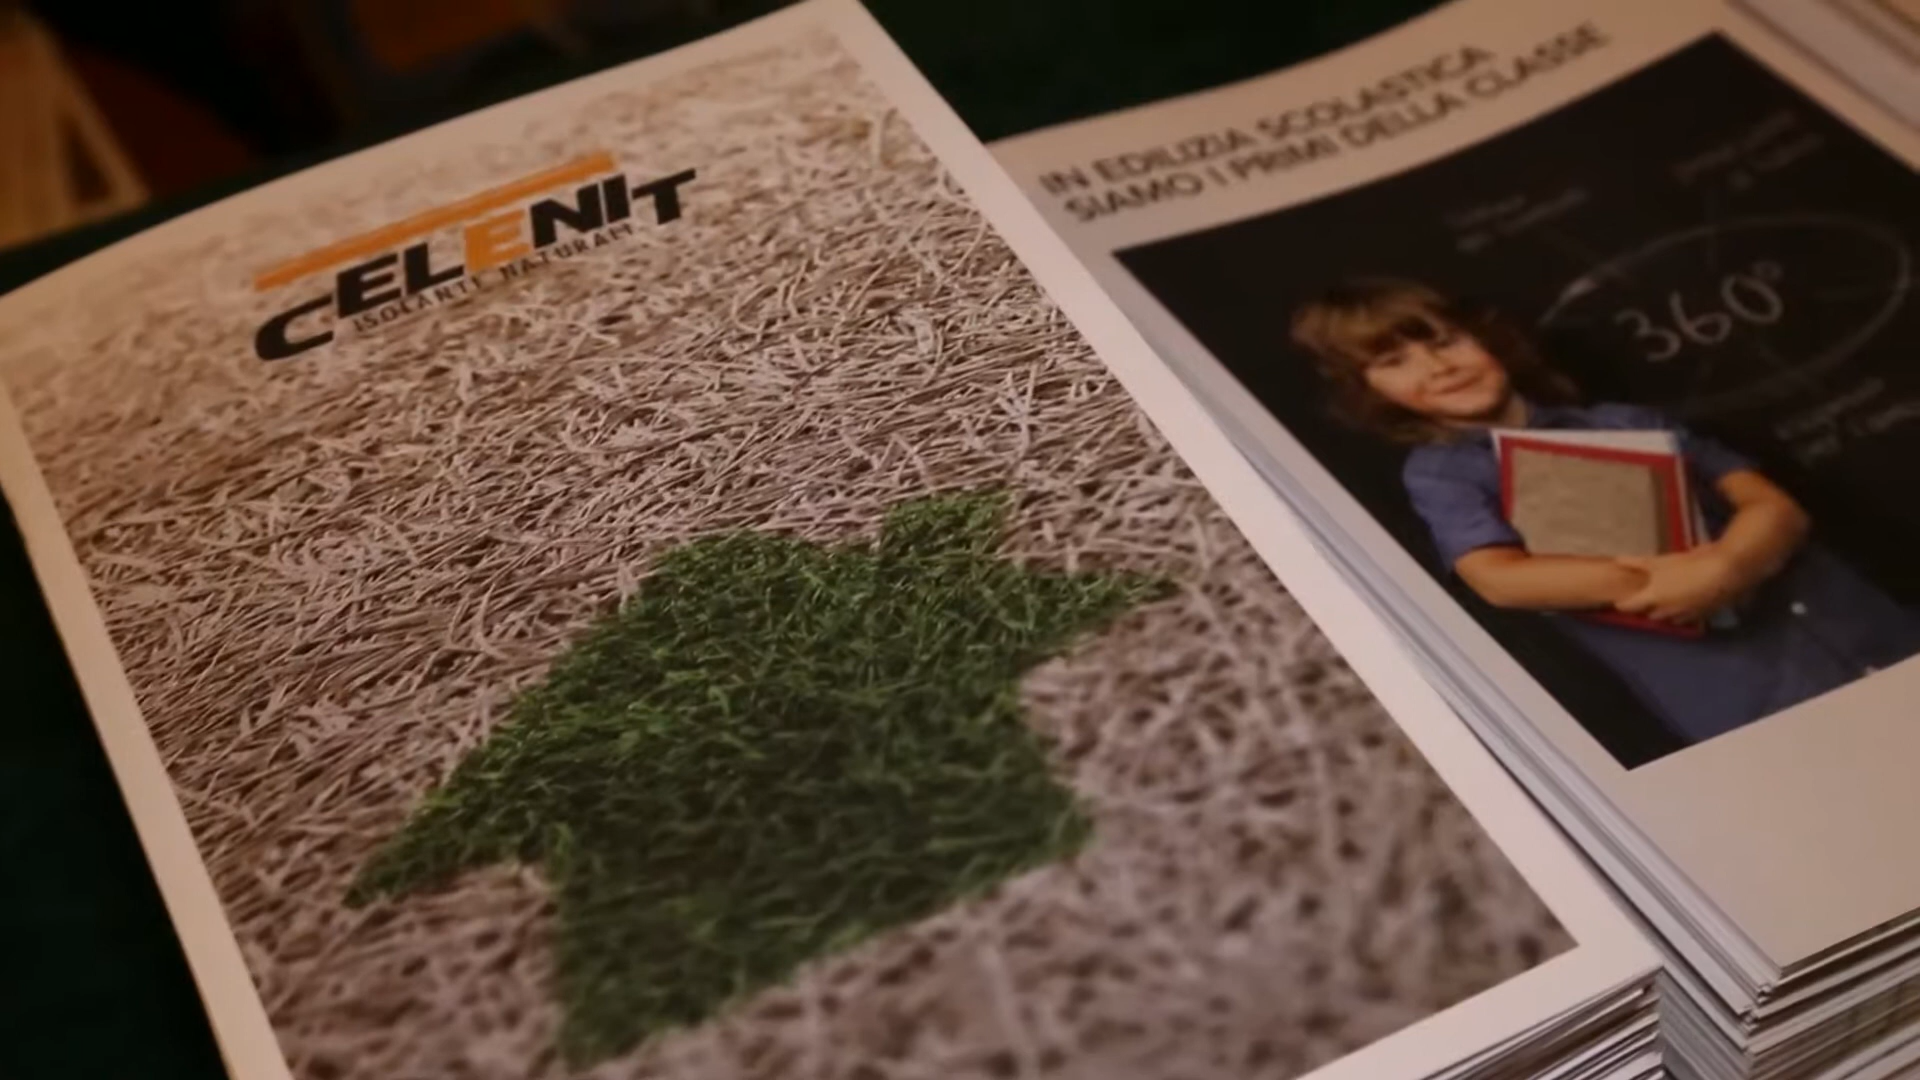 CELENIT
ISOLANTI NATURALI
IN EDILIZIA SCOLASTICA
SIAMO I PRIMI DELLA CLASSE
360°